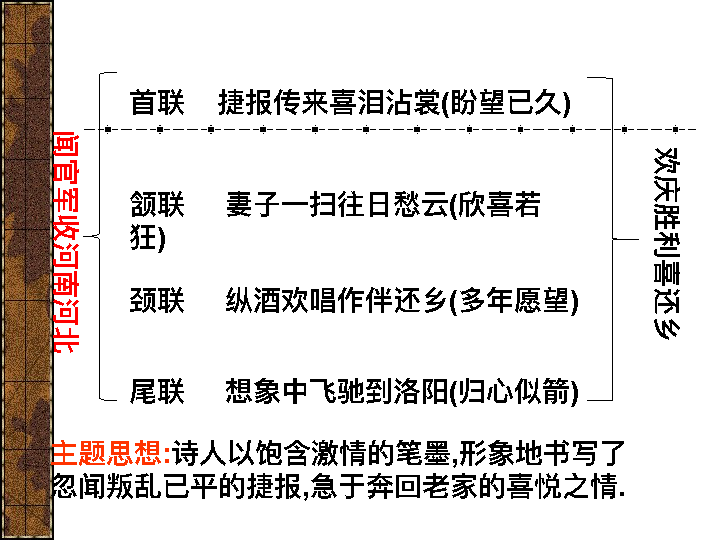 闻官军收河南河北
首联 捷报传来喜泪沾裳(盼望已久)
颔联 妻子一扫往日愁云(欣喜若
狂)
颈联 纵酒欢唱作伴还乡(多年愿望)
尾联 想象中飞驰到洛阳(归心似箭)
欢庆胜利喜还乡
主题思想:诗人以饱含激情的笔墨,形象地书写了
忽闻叛乱已平的捷报,急于奔回老家的喜悦之情.